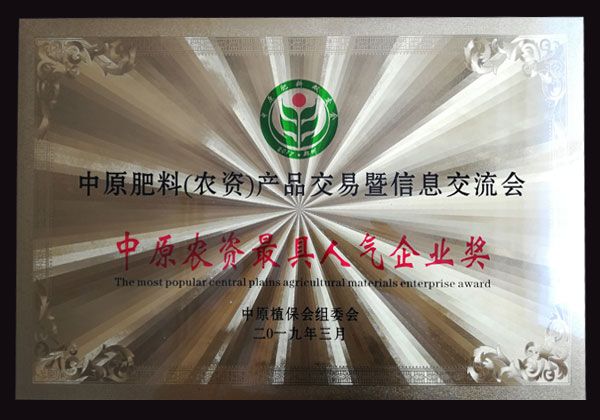 中原肥料(农资)产品交易暨信息交流会
中原农资最具人气企业奖
The most popular central plains agricultural materials enterprise award
中原植保会组委会
二〇一九年三月